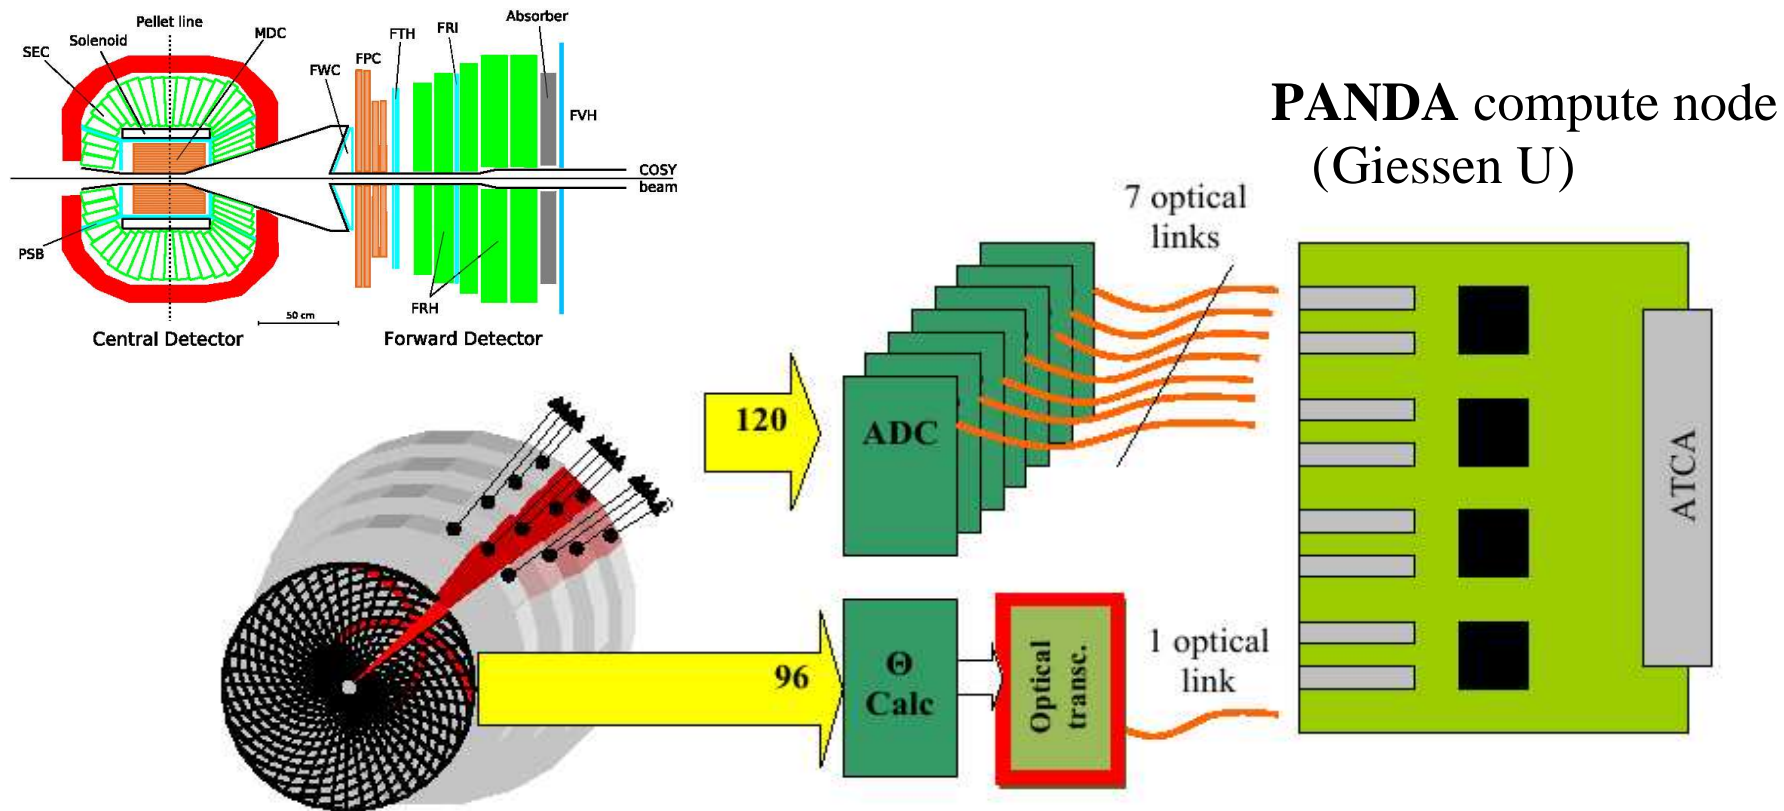 Pellet line
Absorber
Solenoid
MDC
FTH
FRI
SEC
FPC
FWC
FVH
COSY
beam
PSB
FRH
50 cm
Central Detector
Forward Detector
PANDA compute node
(Giessen U)
7 optical
links
120
ADC
ATCA
96
Θ
Calc
Optical
transc.
1 optical
link